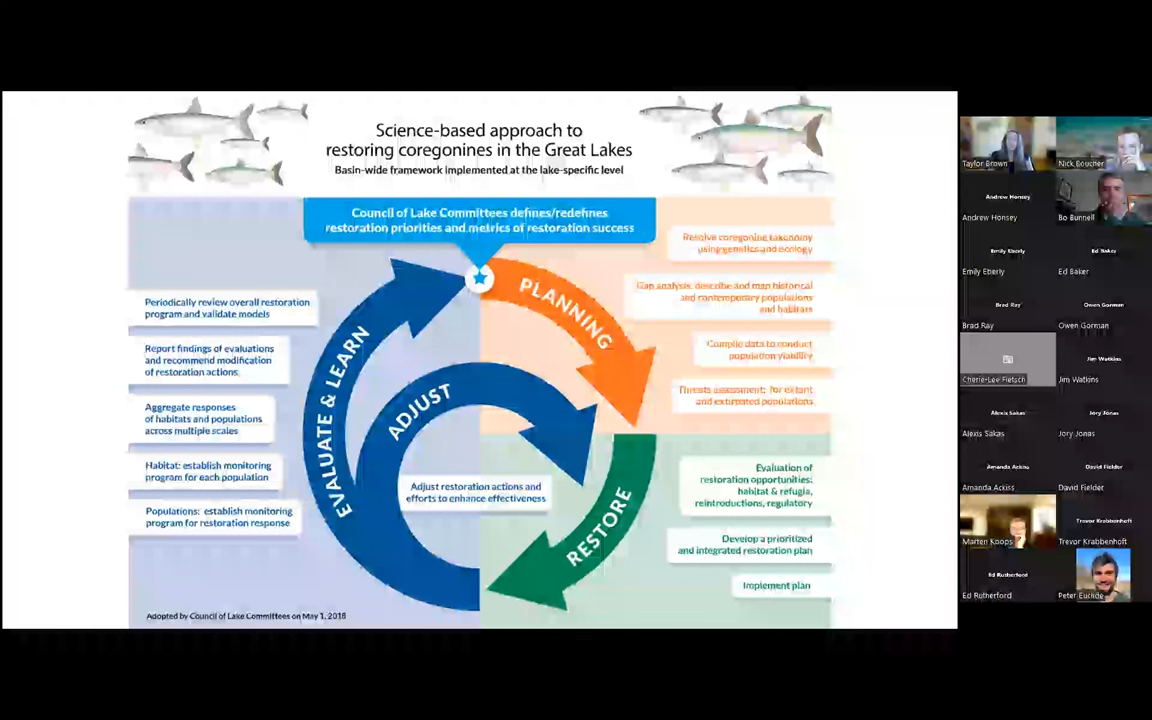 Science-based approach to
restoring coregonines in the Great Lakes
Basin-wide framework implemented at the lake-specific level
Council of Lake Committees defines/redefines
restoration priorities and metrics of restoration success
PLANNING
Resolve coregonine taxonomy
using genetics and ecology
Gap analysis: describe and map historical
and contemporary populations
and habitats
Compile data to conduct
population viability
Threats assessment: for extant
and extirpated populations
RESTORE
Evaluation of
restoration opportunities:
habitat & refugia,
reintroductions, regulatory
Develop a prioritized
and integrated restoration plan
Implement plan
EVALUATE & LEARN
Periodically review overall restoration
program and validate models
Report findings of evaluations
and recommend modification
of restoration actions
Aggregate responses
of habitats and populations
across multiple scales
Habitat: establish monitoring
program for each population
Populations: establish monitoring
program for restoration response
ADJUST
Adjust restoration actions and
efforts to enhance effectiveness
Adopted by Council of Lake Committees on May 1, 2018
Taylor Brown
Nick Boucher
Andrew Honsey
Andrew Honsey
Bo Bunnell
Emily Eberly
Emily Eberly
Ed Baker
Ed Baker
Brad Ray
Brad Ray
Owen Gorman
Owen Gorman
Cherie-Lee Fietsch
Jim Watkins
Jim Watkins
Alexis Sakas
Alexis Sakas
Jory Jonas
Jory Jonas
Amanda Ackiss
Amanda Ackiss
David Fielder
David Fielder
Marten Koops
Trevor Krabbenhoft
Trevor Krabbenhoft
Ed Rutherford
Ed Rutherford
Peter Euclide